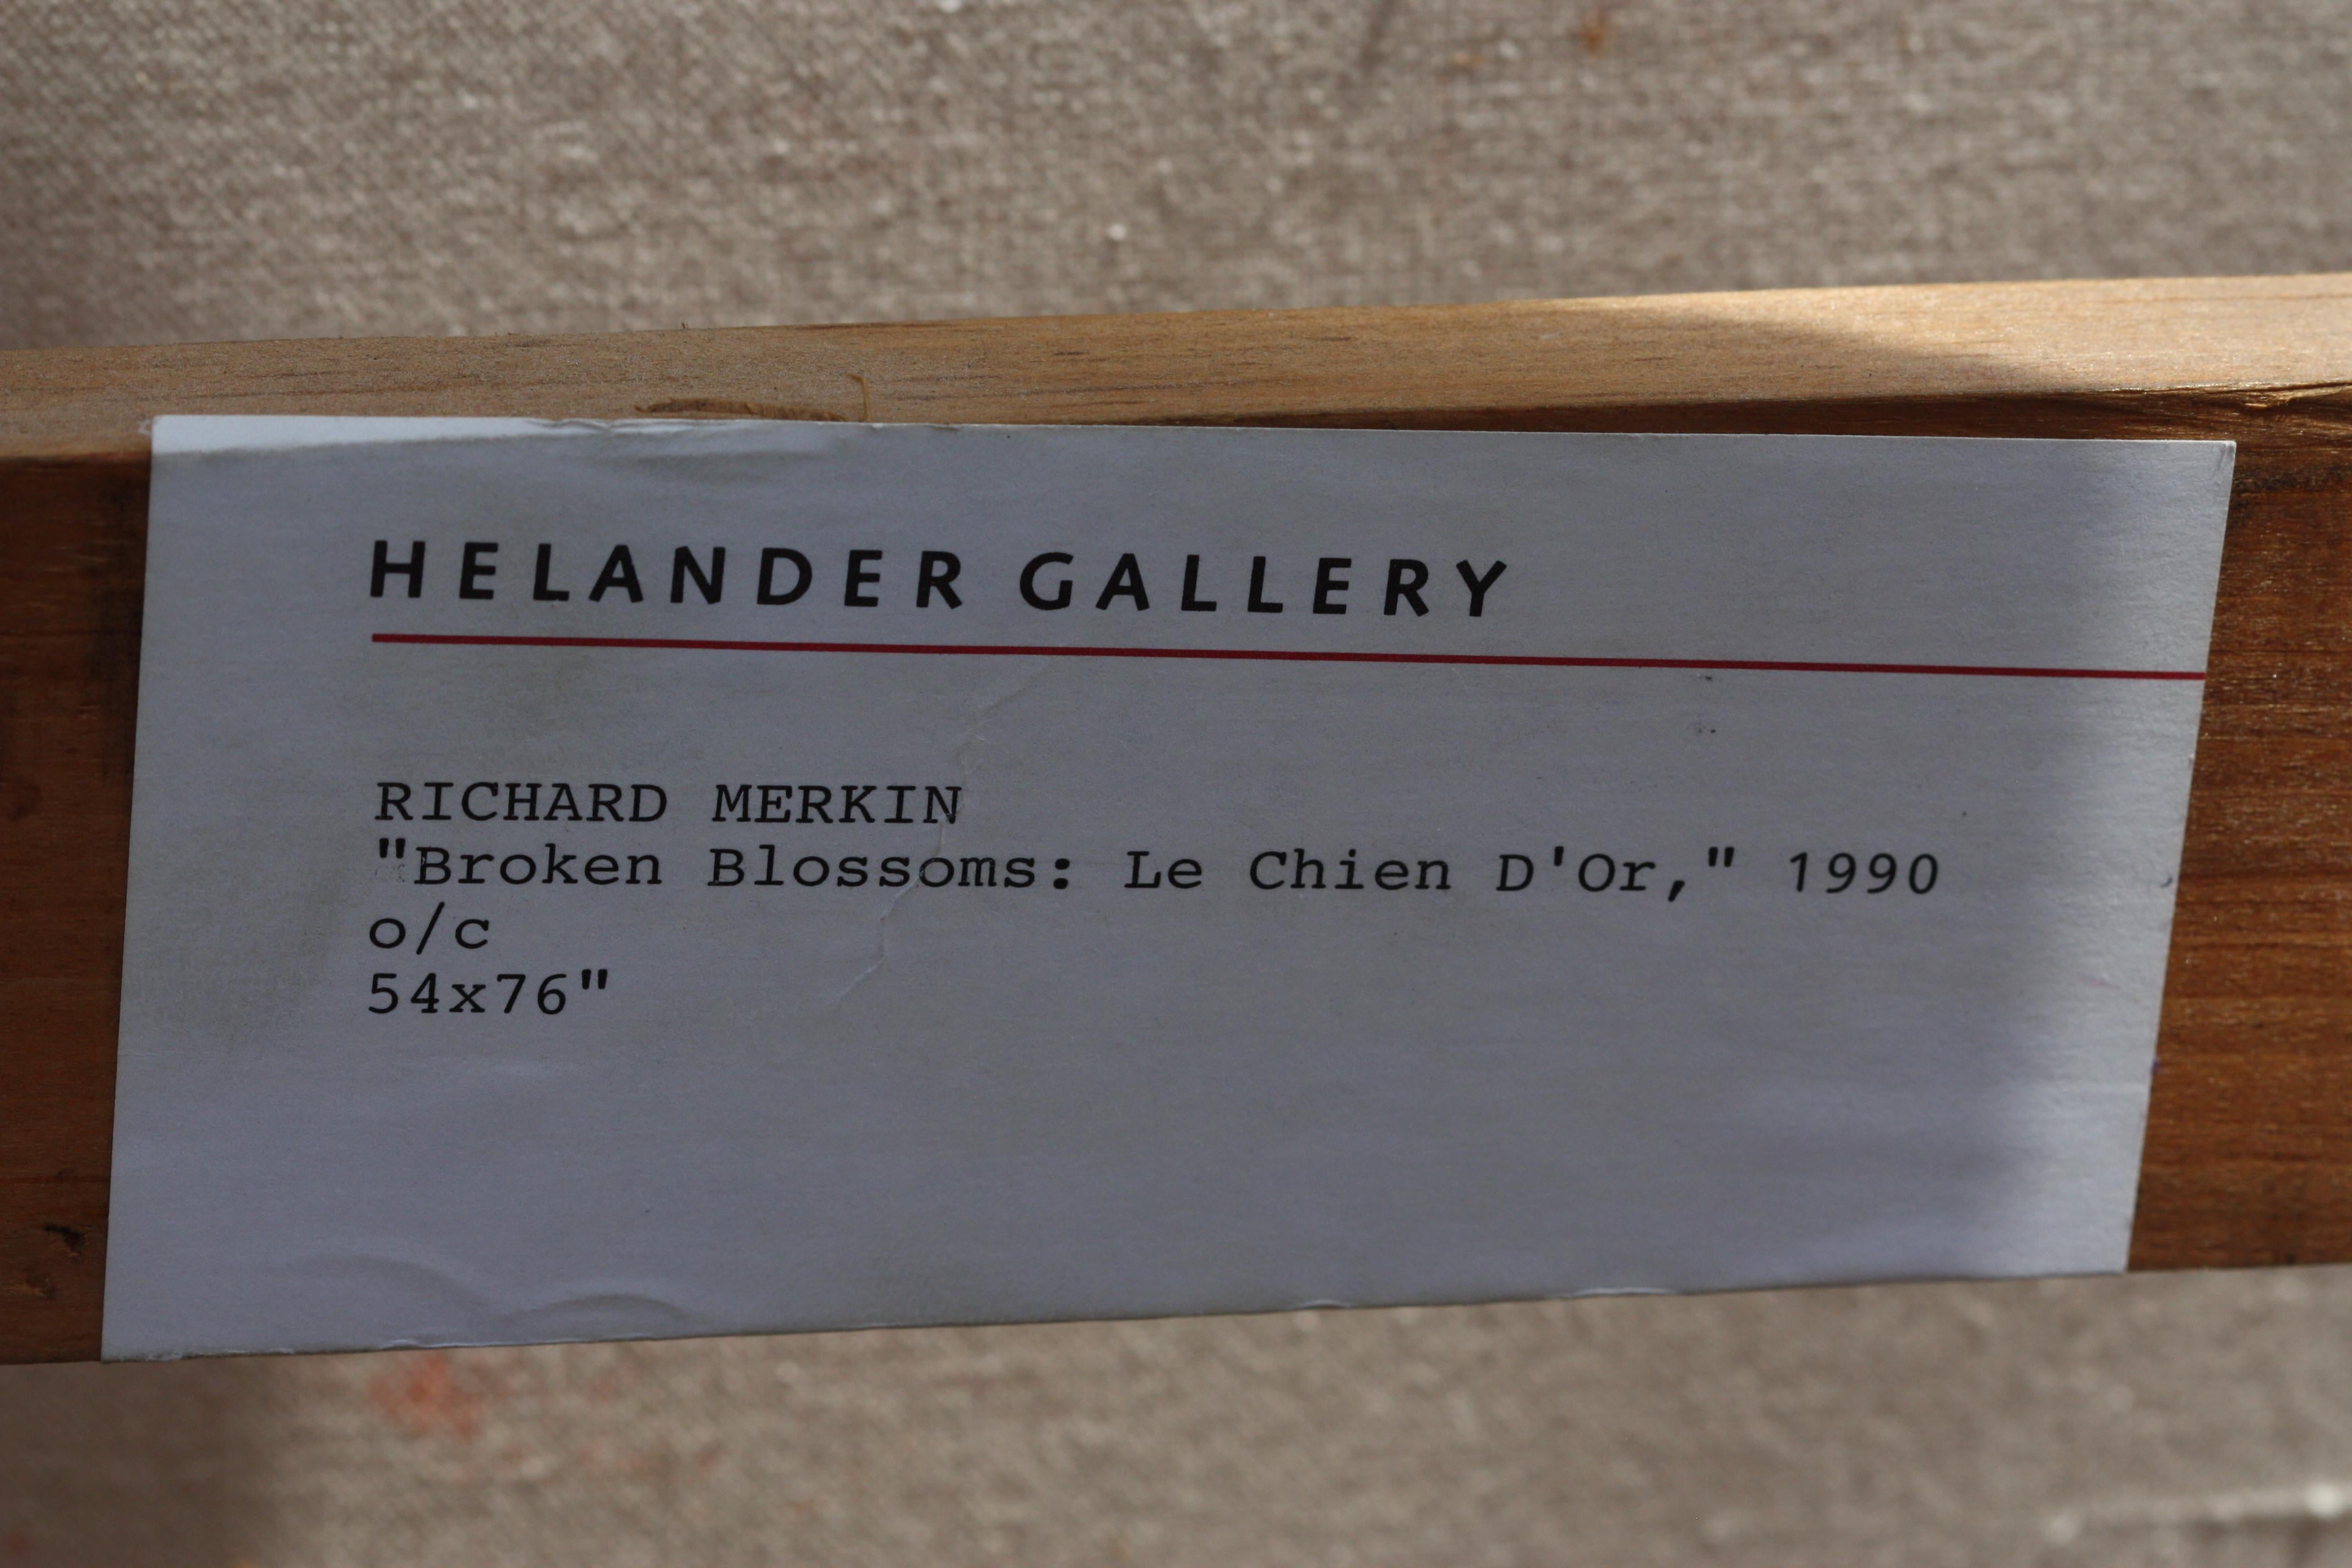 HELANDER GALLERY
RICHARD MERKIN
"Broken Blossoms: Le Chien D'Or," 1990
o/c
54x76"